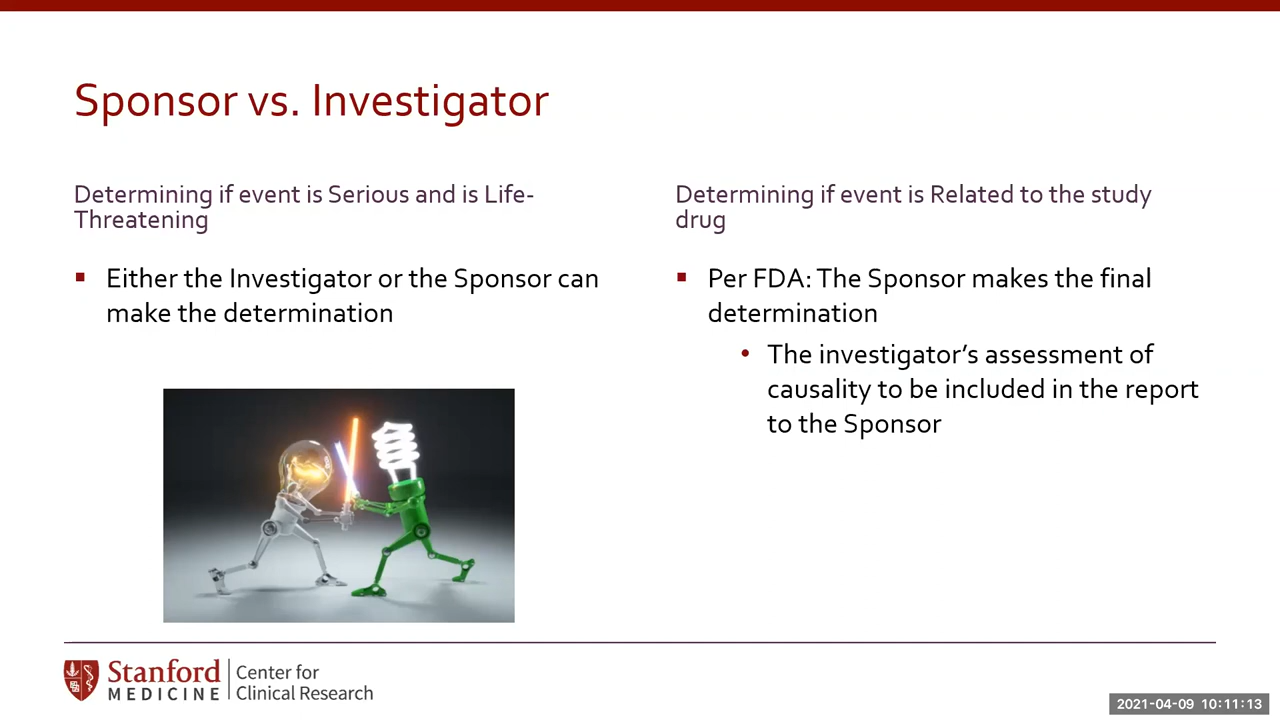 Sponsor vs. Investigator
Determining if event is Serious and is Life-
Threatening
▪ Either the Investigator or the Sponsor can
make the determination
Determining if event is Related to the study
drug
▪ Per FDA: The Sponsor makes the final
determination
• The investigator’s assessment of
causality to be included in the report
to the Sponsor
Stanford
MEDICINE
Center for
Clinical Research
2021-04-09 10:11:13